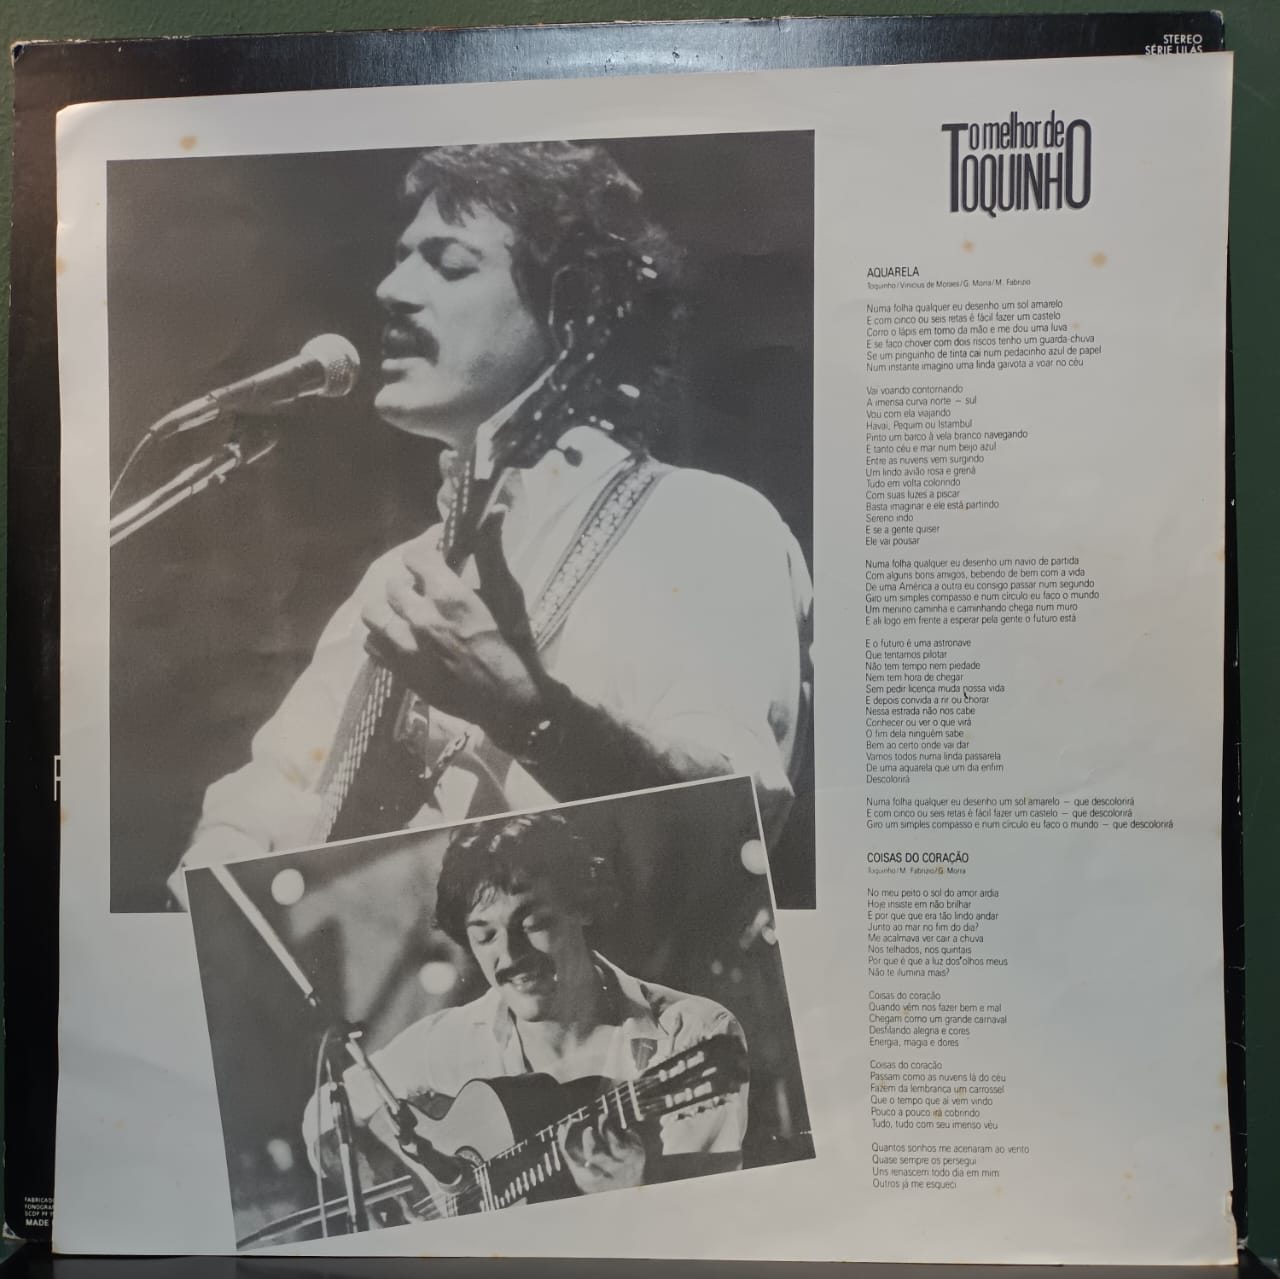 STEREO
SÉRIE LILÁS
o melhor de
TOQUINHO
AQUARELA
Toquinho/Vinicius de Moraes/G. Morra/M. Fabrizio
Numa folha qualquer eu desenho um sol amarelo
E com cinco ou seis retas é fácil fazer um castelo
Corro o lápis em torno da mão e me dou uma luva
E se faço chover com dois riscos tenho um guarda-chuva
Se um pinguinho de tinta cai num pedacinho azul de papel
Num instante imagino uma linda gaivota a voar no céu
Vai voando contornando
A imensa curva norte – sul
Vou com ela viajando
Havaí, Pequim ou Istambul
Pinto um barco à vela branco navegando
É tanto céu e mar num beijo azul
Entre as nuvens vem surgindo
Um lindo avião rosa e grená
Tudo em volta colorindo
Com suas luzes a piscar
Basta imaginar e ele está partindo
Sereno indo
E se a gente quiser
Ele vai pousar
Numa folha qualquer eu desenho um navio de partida
Com alguns bons amigos, bebendo de bem com a vida
De uma América a outra eu consigo passar num segundo
Giro um simples compasso e num círculo eu faço o mundo
Um menino caminha e caminhando chega num muro
E ali logo em frente a esperar pela gente o futuro está
E o futuro é uma astronave
Que tentamos pilotar
Não tem tempo nem piedade
Nem tem hora de chegar
Sem pedir licença muda nossa vida
E depois convida a rir ou chorar
Nessa estrada não nos cabe
Conhecer ou ver o que virá
O fim dela ninguém sabe
Bem ao certo onde vai dar
Vamos todos numa linda passarela
De uma aquarela que um dia enfim
Descolorirá
Numa folha qualquer eu desenho um sol amarelo – que descolorirá
E com cinco ou seis retas é fácil fazer um castelo – que descolorirá
Giro um simples compasso e num círculo eu faço o mundo – que descolorirá
COISAS DO CORAÇÃO
Toquinho/M. Fabrizio/G. Morra
No meu peito o sol do amor ardia
Hoje insiste em não brilhar
E por que que era tão lindo andar
Junto ao mar no fim do dia?
Me acalmava ver cair a chuva
Nos telhados, nos quintais
Por que é que a luz dos olhos meus
Não te ilumina mais?
Coisas do coração
Quando vêm nos fazer bem e mal
Chegam como um grande carnaval
Desfilando alegria e cores
Energia, magia e dores
Coisas do coração
Passam como as nuvens lá do céu
Fazem da lembrança um carrossel
Que o tempo que aí vem vindo
Pouco a pouco irá cobrindo
Tudo, tudo com seu imenso véu
Quantos sonhos me acenaram ao vento
Quase sempre os persegui
Uns renascem todo dia em mim
Outros já me esqueci
FABRICADO
FONOGRAM
MADE